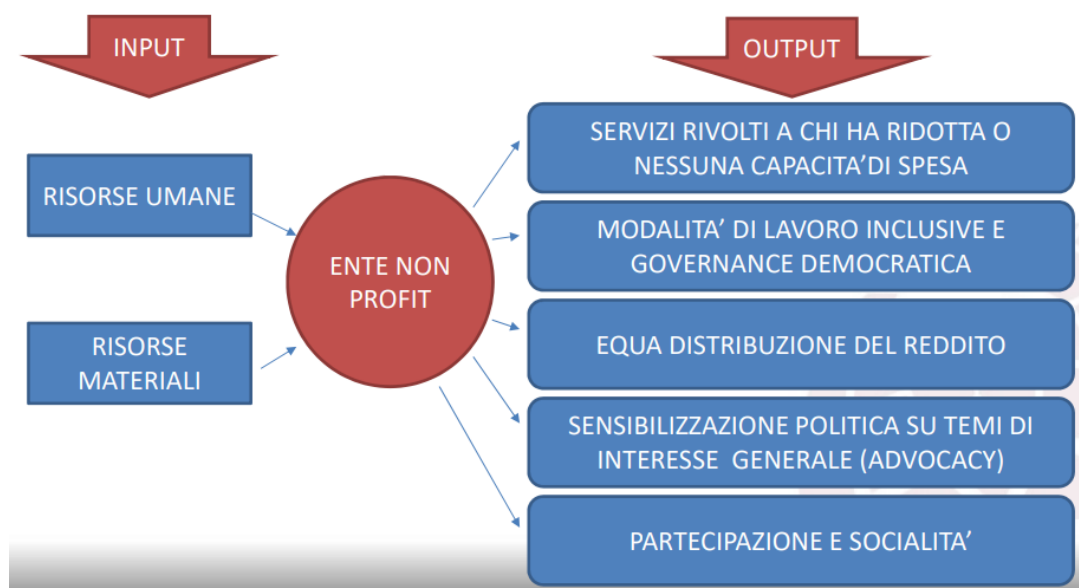 INPUT
OUTPUT
RISORSE UMANE
RISORSE
MATERIALI
ENTE NON
PROFIT
SERVIZI RIVOLTI A CHI HA RIDOTTA O
NESSUNA CAPACITA’DI SPESA
MODALITA’ DI LAVORO INCLUSIVE E
GOVERNANCE DEMOCRATICA
EQUA DISTRIBUZIONE DEL REDDITO
SENSIBILIZZAZIONE POLITICA SU TEMI DI
INTERESSE GENERALE (ADVOCACY)
PARTECIPAZIONE E SOCIALITA’